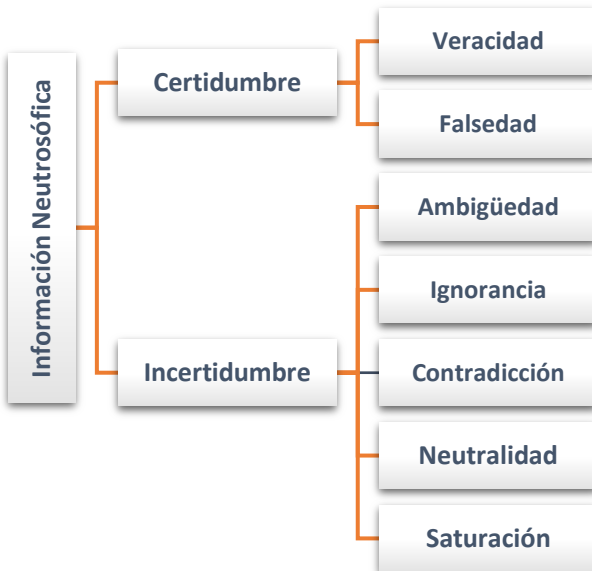 Información Neutrosófica
Certidumbre
Veracidad
Falsedad
Incertidumbre
Ambigüedad
Ignorancia
Contradicción
Neutralidad
Saturación